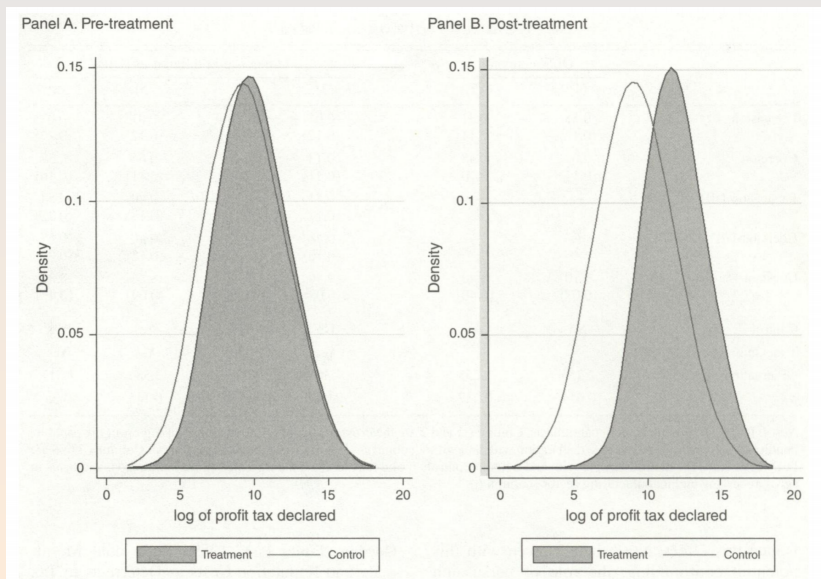 Panel A. Pre-treatment
0.15
0.1
0.05
0
Density
0 5 10 15 20
log of profit tax declared
Treatment Control
Panel B. Post-treatment
0.15
0.1
0.05
0
Density
0 5 10 15 20
log of profit tax declared
Treatment Control